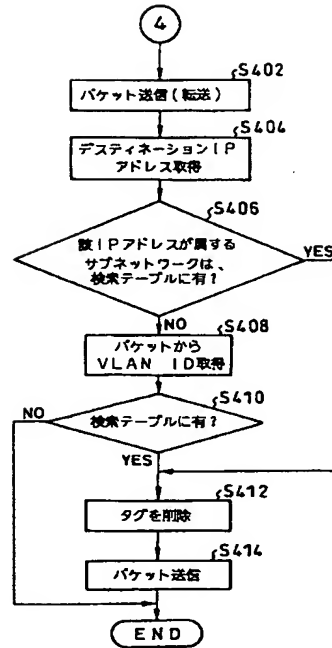 4
S402
パケット送信(転送)
S404
デスティネーションIP
アドレス取得
S406
該IPアドレスが属する
サブネットワークは、
検索テーブルに有?
YES
NO
S408
パケットから
VLAN ID取得
S410
NO
検索テーブルに有?
YES
S412
タグを削除
S414
パケット送信
END